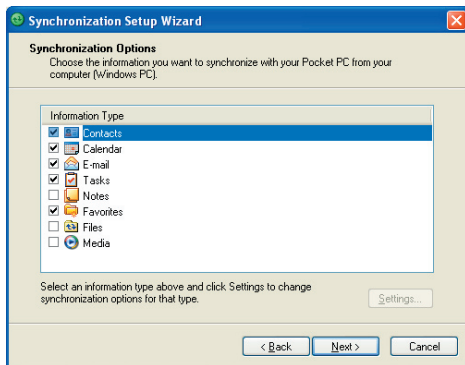 Synchronization Setup Wizard
Synchronization Options
Choose the information you want to synchronize with your Pocket PC from your
computer (Windows PC).
Information Type
Contacts
Calendar
E-mail
Tasks
Notes
Favorites
Files
Media
Select an information type above and click Settings to change
synchronization options for that type.
Settings...
< Back
Next >
Cancel